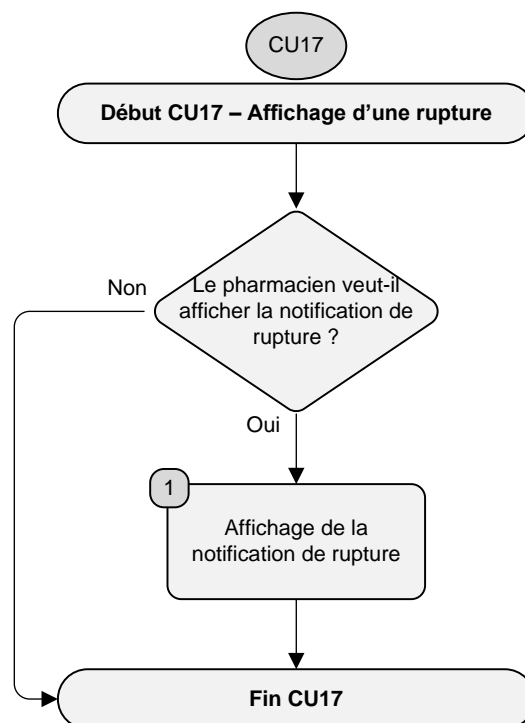 CU17
Début CU17 – Affichage d’une rupture
Le pharmacien veut-il
afficher la notification de
rupture ?
Non
Oui
1
Affichage de la
notification de rupture
Fin CU17